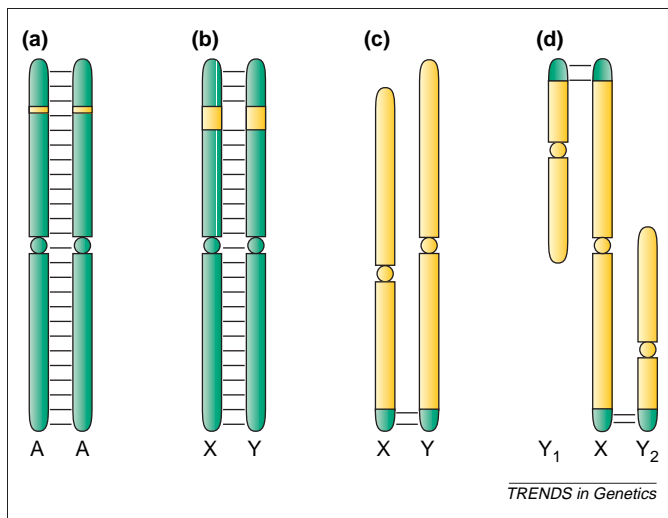 (a) (b) (c) (d)
A A X Y X Y Y₁ X Y₂
TRENDS in Genetics